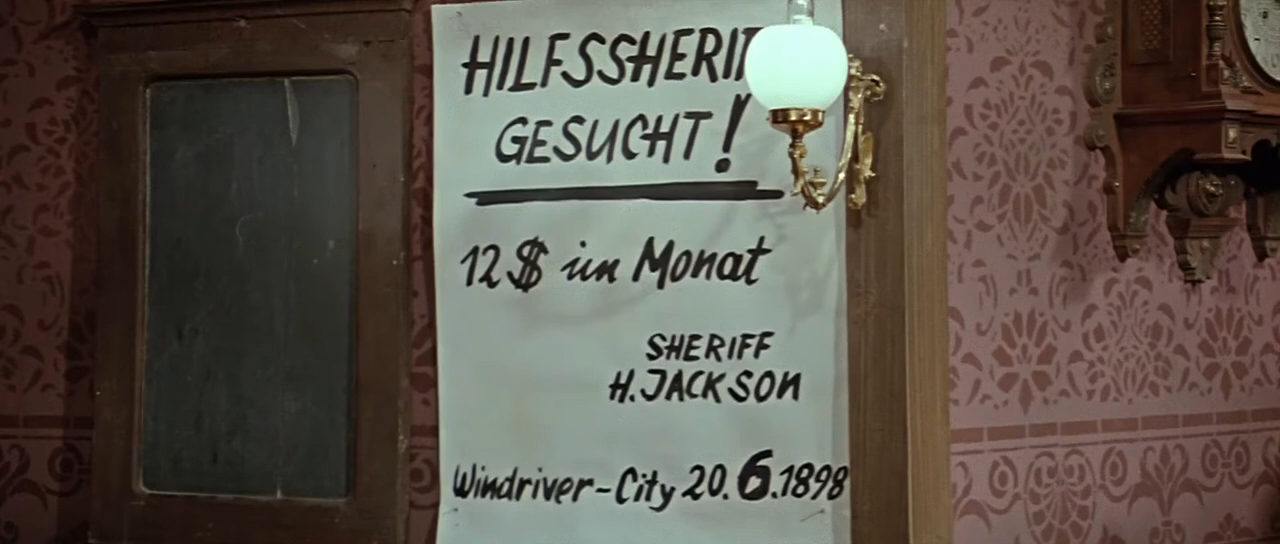 HILFSSHERIF
GESUCHT!
12 $ im Monat
SHERIFF
H. JACKSON
Windriver-City 20.6.1898